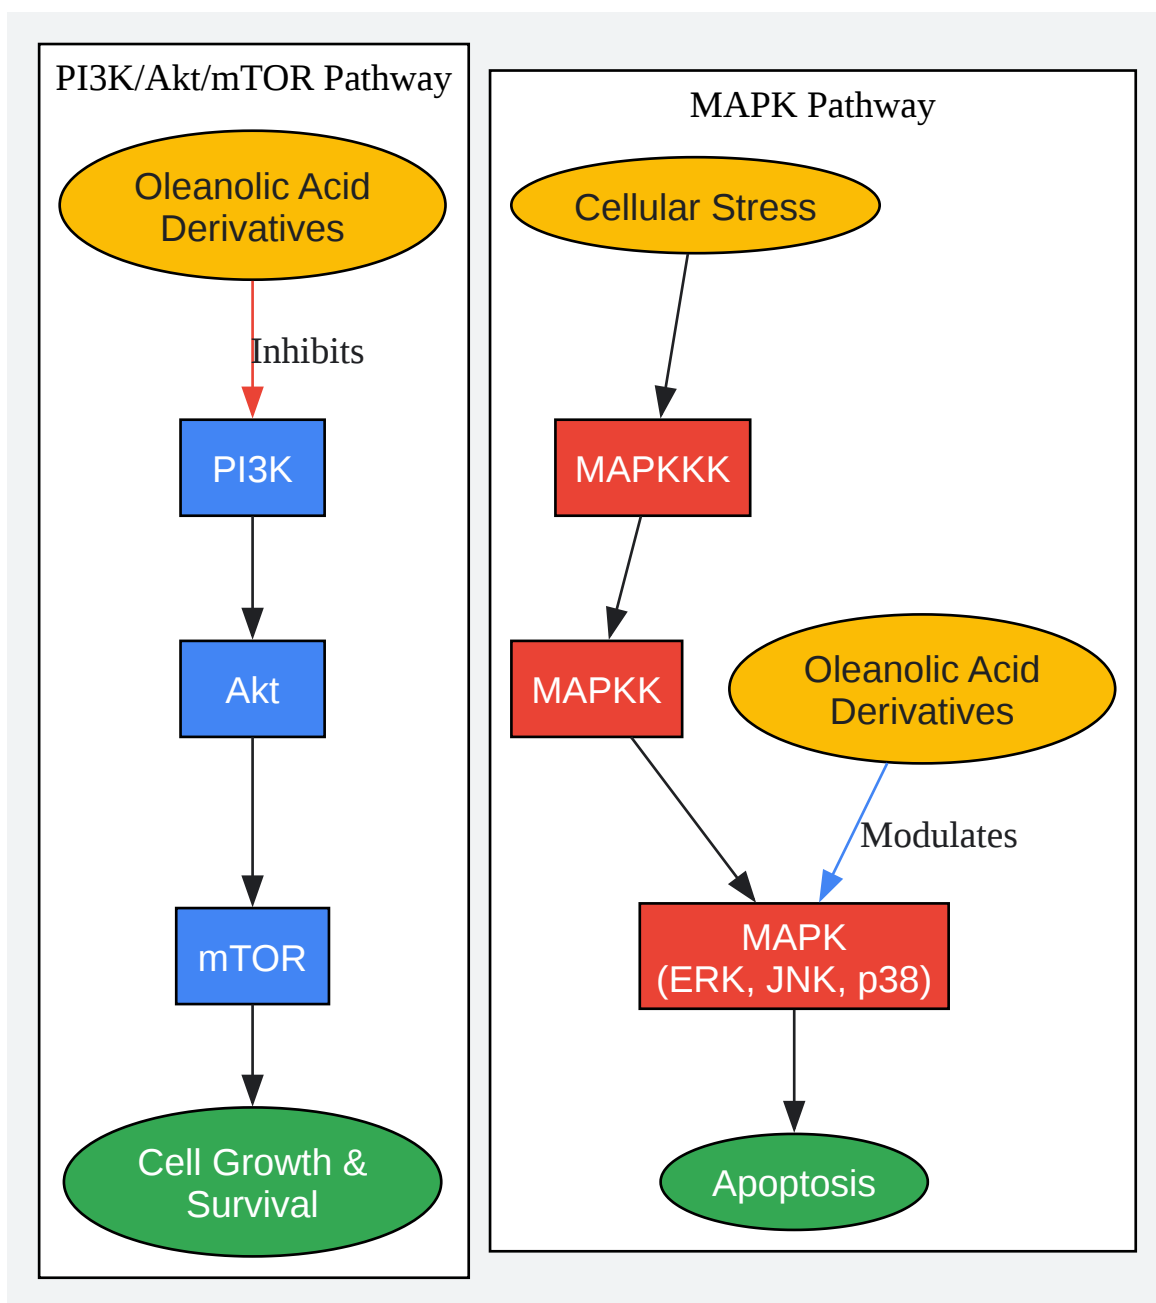 PI3K/Akt/mTOR Pathway
Oleanolic Acid
Derivatives
Inhibits
PI3K
Akt
mTOR
Cell Growth &
Survival
MAPK Pathway
Cellular Stress
MAPKKK
MAPKK
Oleanolic Acid
Derivatives
Modulates
MAPK
(ERK, JNK, p38)
Apoptosis